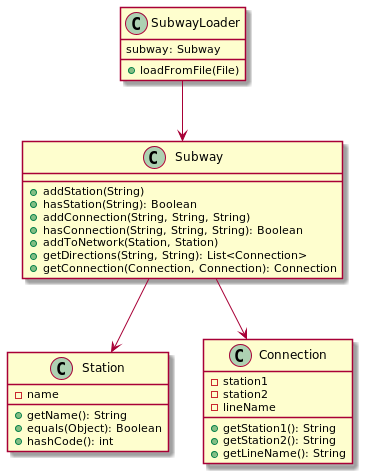 C SubwayLoader
subway: Subway
loadFromFile(File)
C Subway
addStation(String)
hasStation(String): Boolean
addConnection(String, String, String)
hasConnection(String, String, String): Boolean
addToNetwork(Station, Station)
getDirections(String, String): List<Connection>
getConnection(Connection, Connection): Connection
C Station
name
getName(): String
equals(Object): Boolean
hashCode(): int
C Connection
station1
station2
lineName
getStation1(): String
getStation2(): String
getLineName(): String